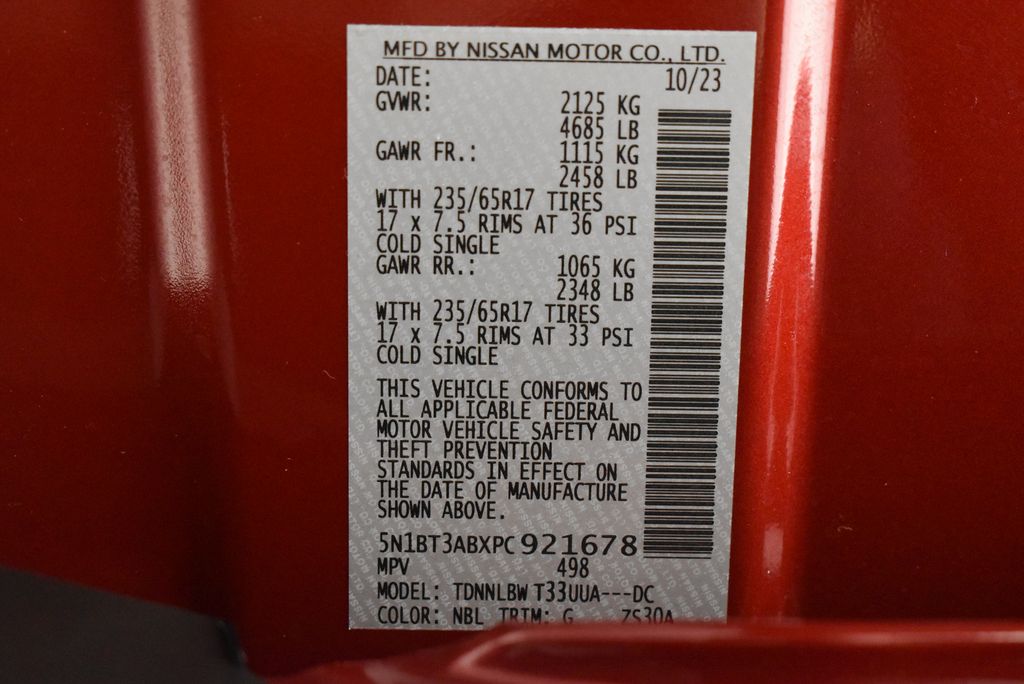 MFD BY NISSAN MOTOR CO., LTD.
DATE: 10/23
GVWR: 2125 KG
4685 LB
GAWR FR.: 1115 KG
2458 LB
WITH 235/65R17 TIRES
17 x 7.5 RIMS AT 36 PSI
COLD SINGLE
GAWR RR.: 1065 KG
2348 LB
WITH 235/65R17 TIRES
17 x 7.5 RIMS AT 33 PSI
COLD SINGLE
THIS VEHICLE CONFORMS TO
ALL APPLICABLE FEDERAL
MOTOR VEHICLE SAFETY AND
THEFT PREVENTION
STANDARDS IN EFFECT ON
THE DATE OF MANUFACTURE
SHOWN ABOVE.
5N1BT3ABXPC921678
MPV 498
MODEL: TDNNLBW T33UUA---DC
COLOR: NBL TRIM: G ZS30A